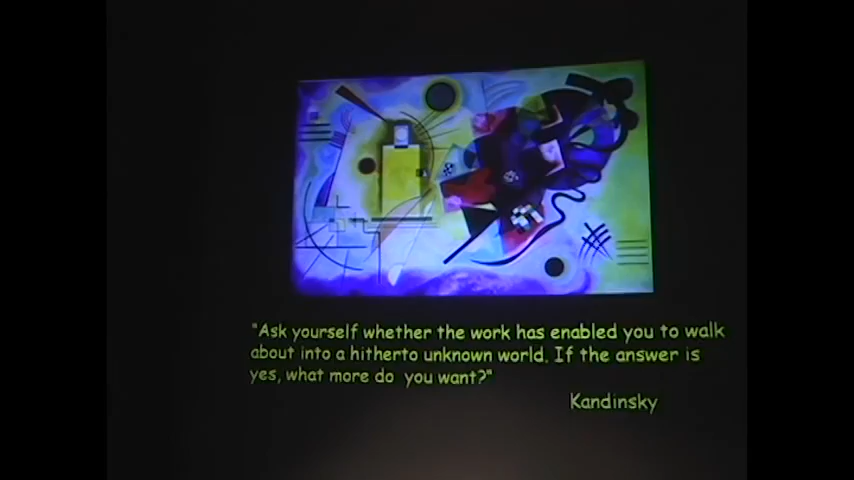 "Ask yourself whether the work has enabled you to walk
about into a hitherto unknown world. If the answer is
yes, what more do you want?"
Kandinsky